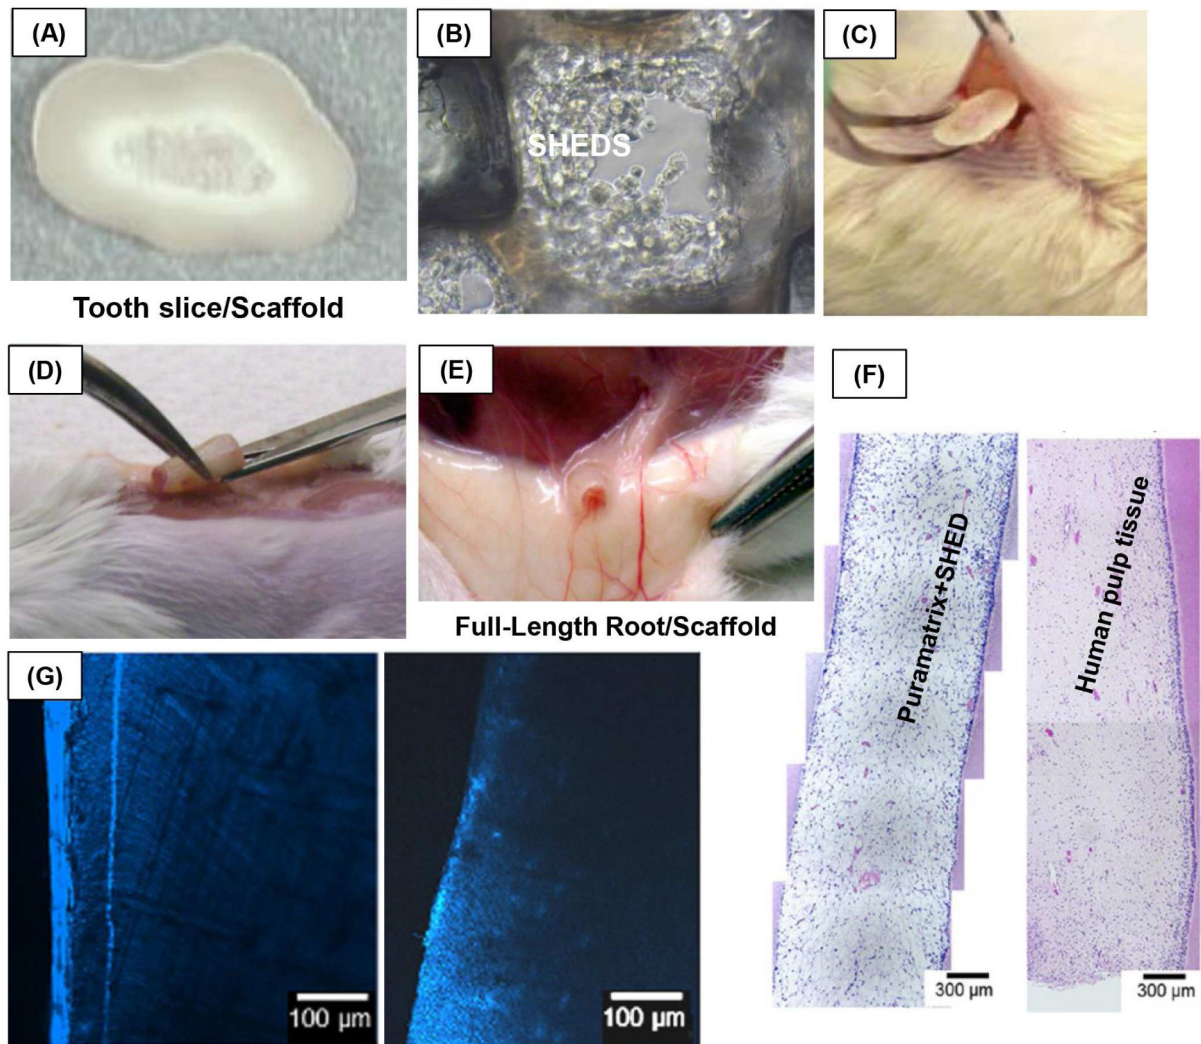 (A)
(B)
SHEDS
(C)
Tooth slice/Scaffold
(D)
(E)
Full-Length Root/Scaffold
(F)
Puramatrix+SHED
Human pulp tissue
300 µm
300 µm
(G)
100 µm
100 µm